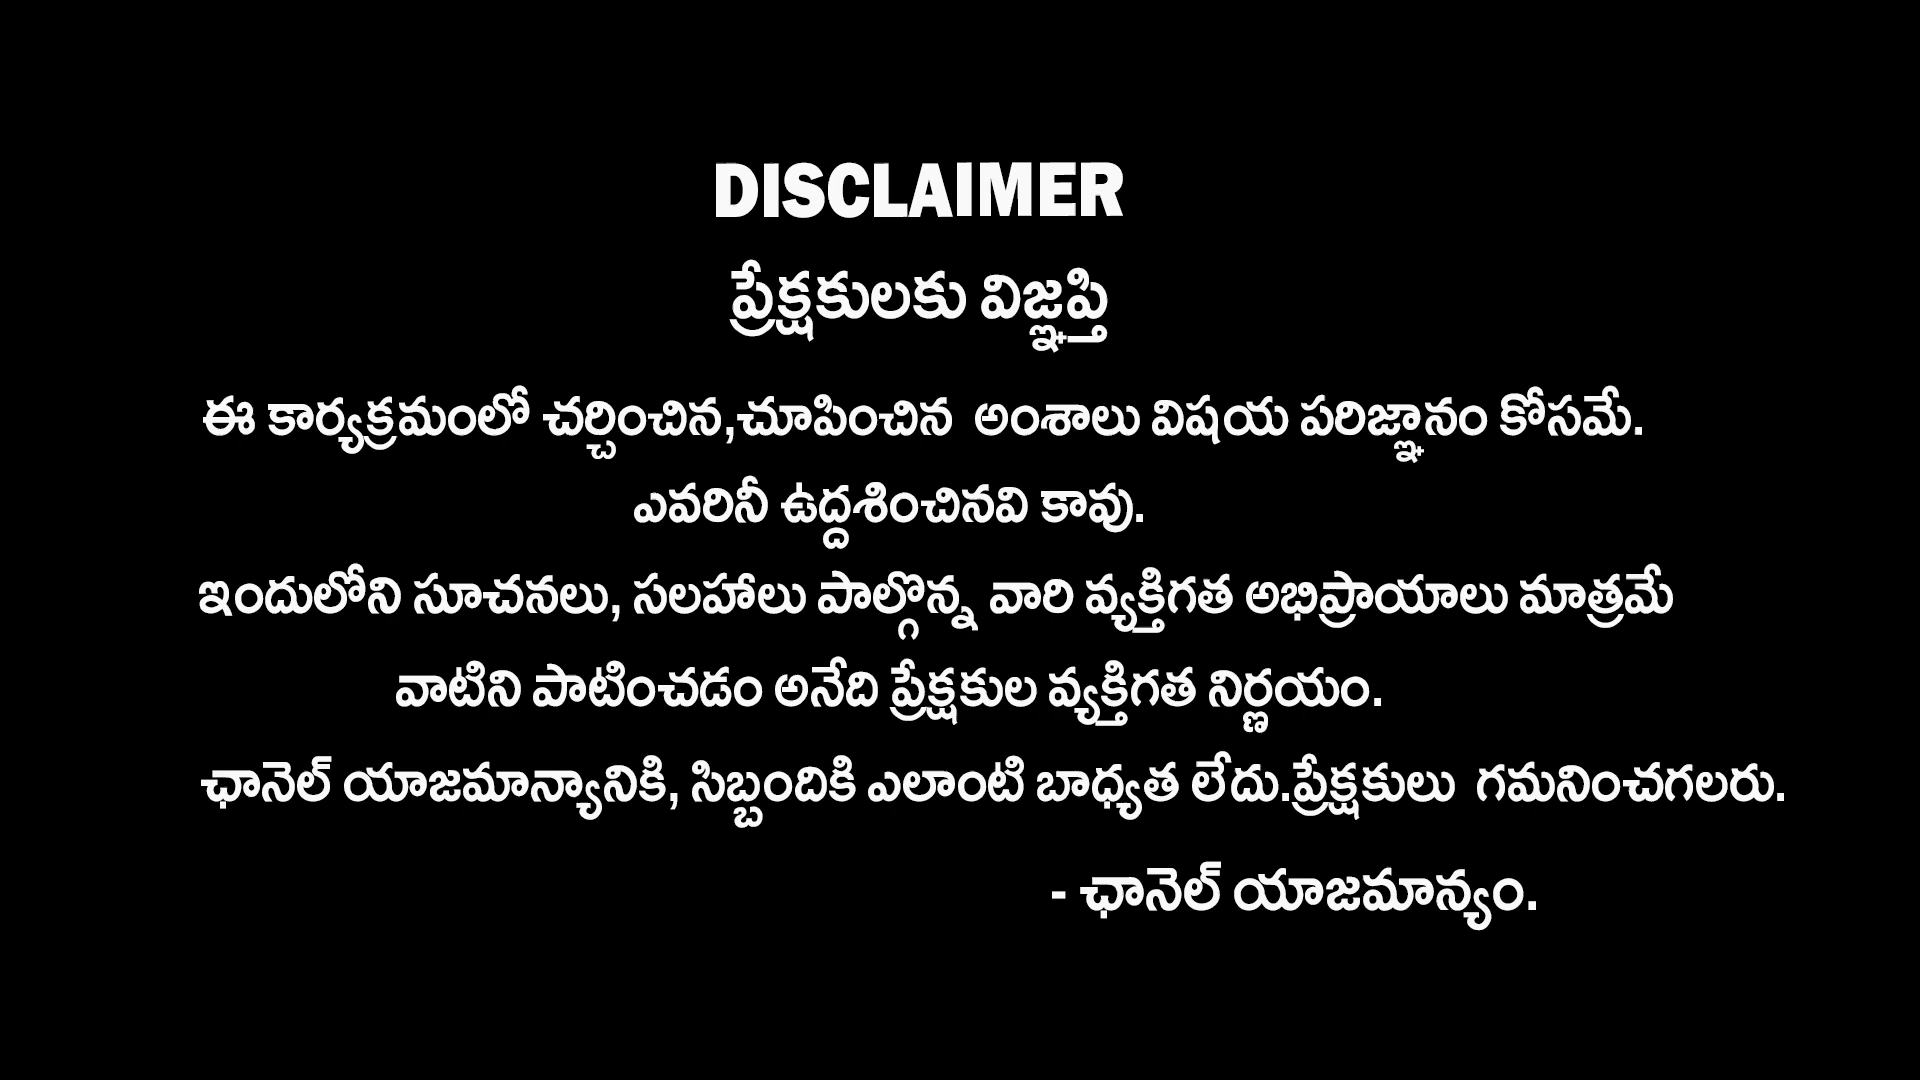 DISCLAIMER
ప్రేక్షకులకు విజ్ఞప్తి
ఈ కార్యక్రమంలో చర్చించిన,చూపించిన అంశాలు విషయ పరిజ్ఞానం కోసమే.
ఎవరినీ ఉద్దశించినవి కావు.
ఇందులోని సూచనలు, సలహాలు పాల్గొన్న వారి వ్యక్తిగత అభిప్రాయాలు మాత్రమే
వాటిని పాటించడం అనేది ప్రేక్షకుల వ్యక్తిగత నిర్ణయం.
ఛానెల్ యాజమాన్యానికి, సిబ్బందికి ఎలాంటి బాధ్యత లేదు.ప్రేక్షకులు గమనించగలరు.
- ఛానెల్ యాజమాన్యం.